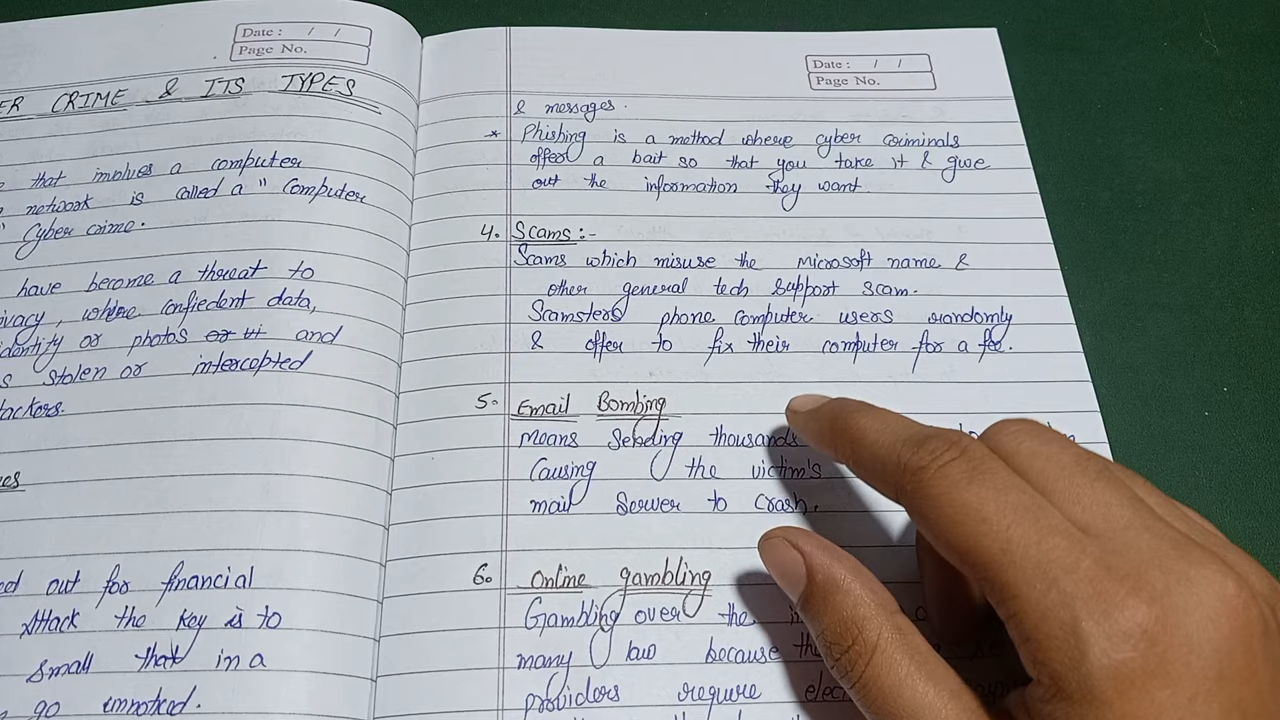 Date : / /
Page No.
ER CRIME & ITS TYPES
that involves a computer
network is called a " Computer
" Cyber crime.
have become a threat to
ivacy, where confiedent data,
identity or photos and
s stolen or intercepted
tackers.
es
ed out for financial
Attack the key is to
Small that in a
go unnoticed.
Date : / /
Page No.
& messages.
* Phishing is a method where cyber criminals
offer a bait so that you take it & give
out the information they want
4. Scams :-
Scams which misuse the Microsoft name &
other general tech support scam.
Scamsters phone computer users randomly
& offer to fix their computer for a fee.
5. Email Bombing
Means Sending thousands
Causing the victim's
mail Server to Crash.
6. Online gambling
Gambling over the
many law because
providers require